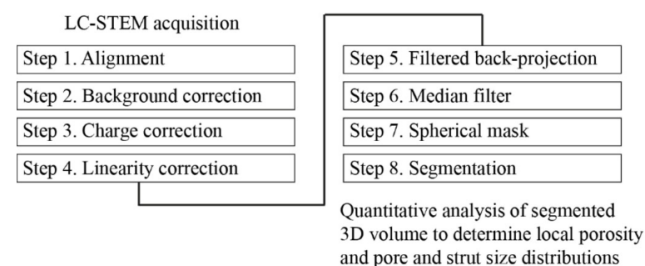 LC-STEM acquisition
Step 1. Alignment
Step 2. Background correction
Step 3. Charge correction
Step 4. Linearity correction
Step 5. Filtered back-projection
Step 6. Median filter
Step 7. Spherical mask
Step 8. Segmentation
Quantitative analysis of segmented
3D volume to determine local porosity
and pore and strut size distributions